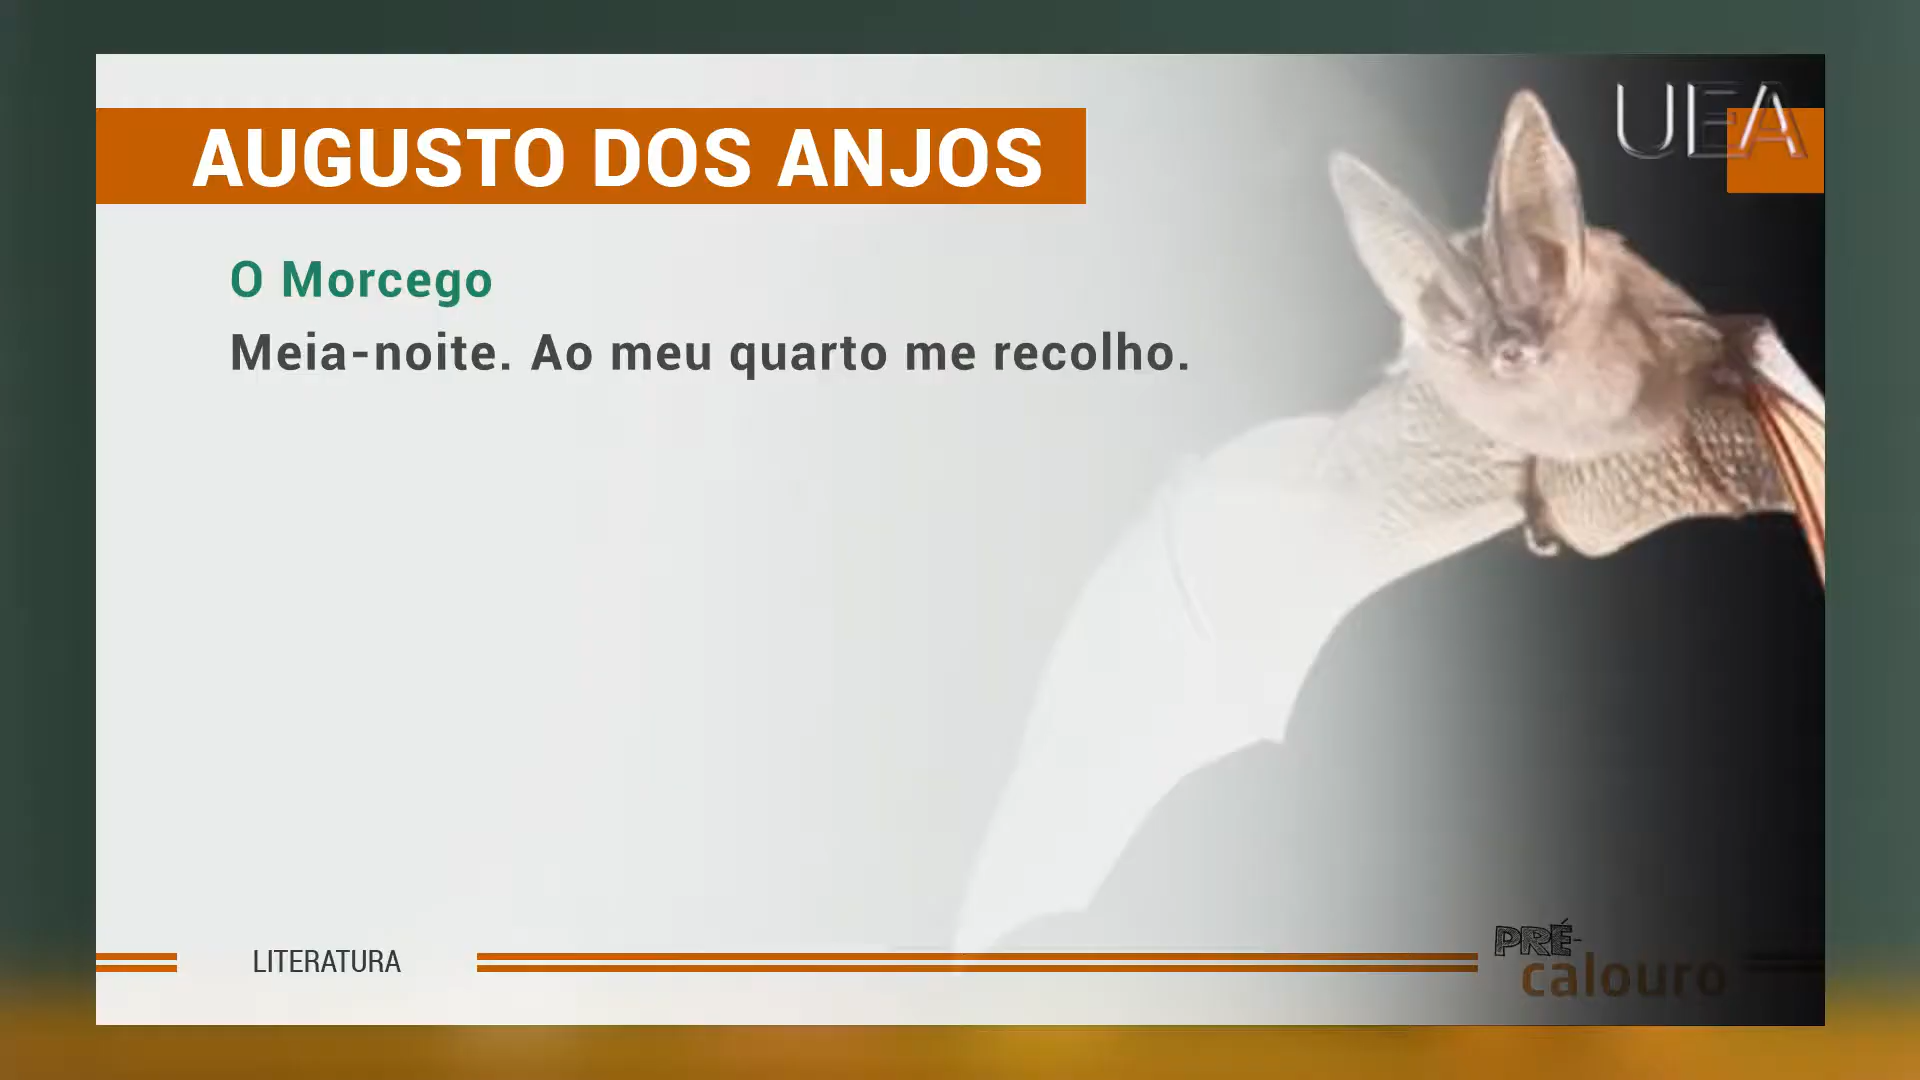 UEA
AUGUSTO DOS ANJOS
O Morcego
Meia-noite. Ao meu quarto me recolho.
LITERATURA
PRÉ-
calouro